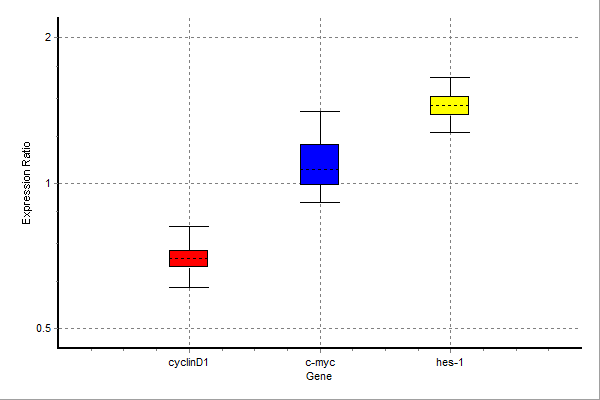 2
1
0.5
Expression Ratio
cyclinD1
c-myc
hes-1
Gene